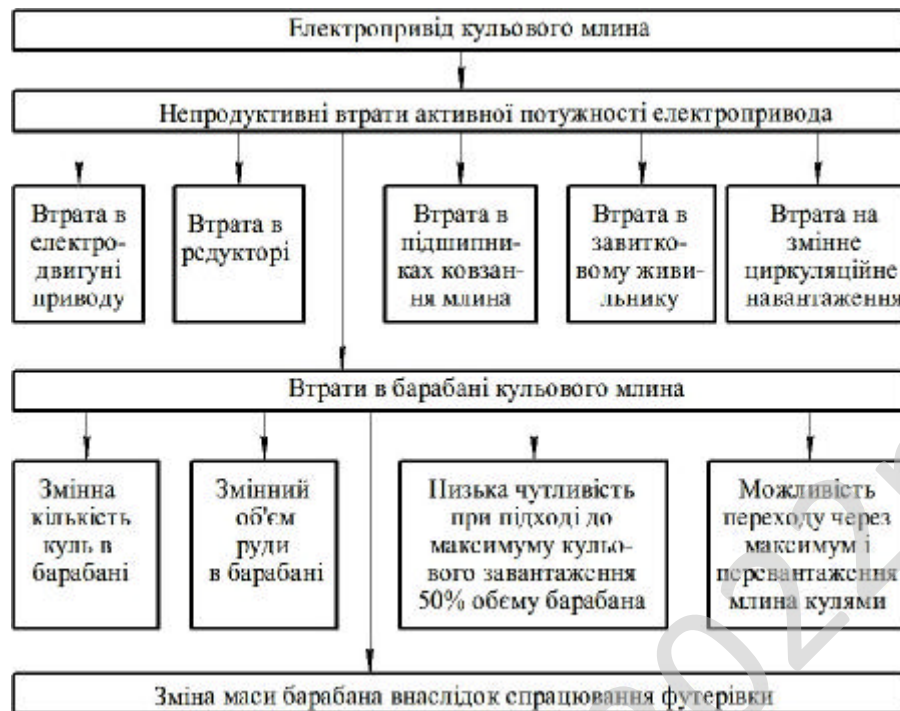 Електропривід кульового млина
Непродуктивні втрати активної потужності електропривода
Втрата в
електро-
двигуні
приводу
Втрата в
редукторі
Втрата в
підшипни-
ках ковзан-
ня млина
Втрата в
завитко-
вому живи-
льнику
Втрата на
змінне
циркуляційне
навантаження
Втрати в барабані кульового млина
Змінна
кількість
куль в
барабані
Змінний
об'єм
руди
в барабані
Низька чутливість
при підході до
максимуму кульо-
вого завантаження
50% обєму барабана
Можливість
переходу через
максимум і
перевантаження
млина кулями
Зміна маси барабана внаслідок спрацювання футерівки
2022